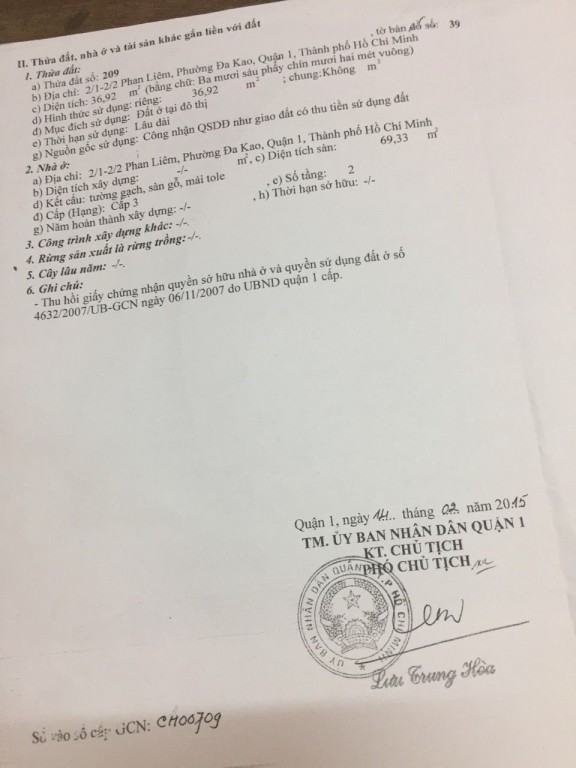 II. Thửa đất, nhà ở và tài sản khác gắn liền với đất
1. Thửa đất:
a) Thửa đất số: 209 , tờ bản đồ số: 39
b) Địa chỉ: 2/1-2/2 Phan Liêm, Phường Đa Kao, Quận 1, Thành phố Hồ Chí Minh
c) Diện tích: 36,92 m² (bằng chữ: Ba mươi sáu phẩy chín mươi hai mét vuông)
d) Hình thức sử dụng: riêng: 36,92 m² ; chung:Không m²
đ) Mục đích sử dụng: Đất ở tại đô thị
e) Thời hạn sử dụng: Lâu dài
g) Nguồn gốc sử dụng: Công nhận QSDĐ như giao đất có thu tiền sử dụng đất
2. Nhà ở:
a) Địa chỉ: 2/1-2/2 Phan Liêm, Phường Đa Kao, Quận 1, Thành phố Hồ Chí Minh
b) Diện tích xây dựng: -/- m², c) Diện tích sàn: 69,33 m²
d) Kết cấu: tường gạch, sàn gỗ, mái tole , e) Số tầng: 2
đ) Cấp (Hạng): Cấp 3 , h) Thời hạn sở hữu: -/-
g) Năm hoàn thành xây dựng: -/-
3. Công trình xây dựng khác: -/-.
4. Rừng sản xuất là rừng trồng: -/-.
5. Cây lâu năm: -/-.
6. Ghi chú:
- Thu hồi giấy chứng nhận quyền sở hữu nhà ở và quyền sử dụng đất ở số
4632/2007/UB-GCN ngày 06/11/2007 do UBND quận 1 cấp.
Quận 1, ngày 14.. tháng 02. năm 2015
TM. ỦY BAN NHÂN DÂN QUẬN 1
KT. CHỦ TỊCH
PHÓ CHỦ TỊCH
ỦY BAN NHÂN DÂN QUẬN 1 T.P HỒ CHÍ MINH
Lưu Trung Hòa
Số vào sổ cấp GCN: CH00709